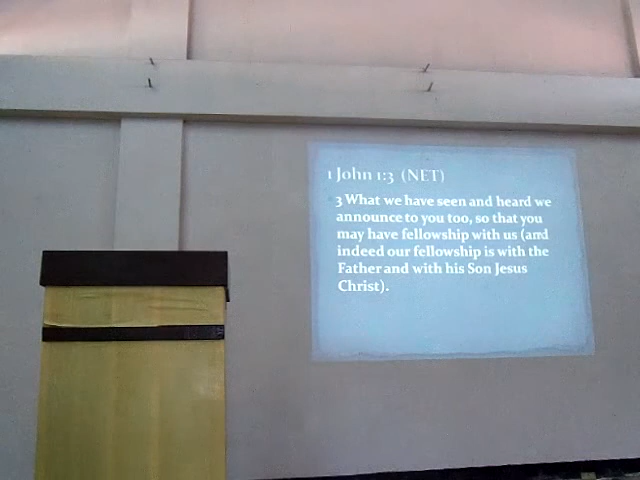 1 John 1:3 (NET)
3 What we have seen and heard we
announce to you too, so that you
may have fellowship with us (and
indeed our fellowship is with the
Father and with his Son Jesus
Christ).